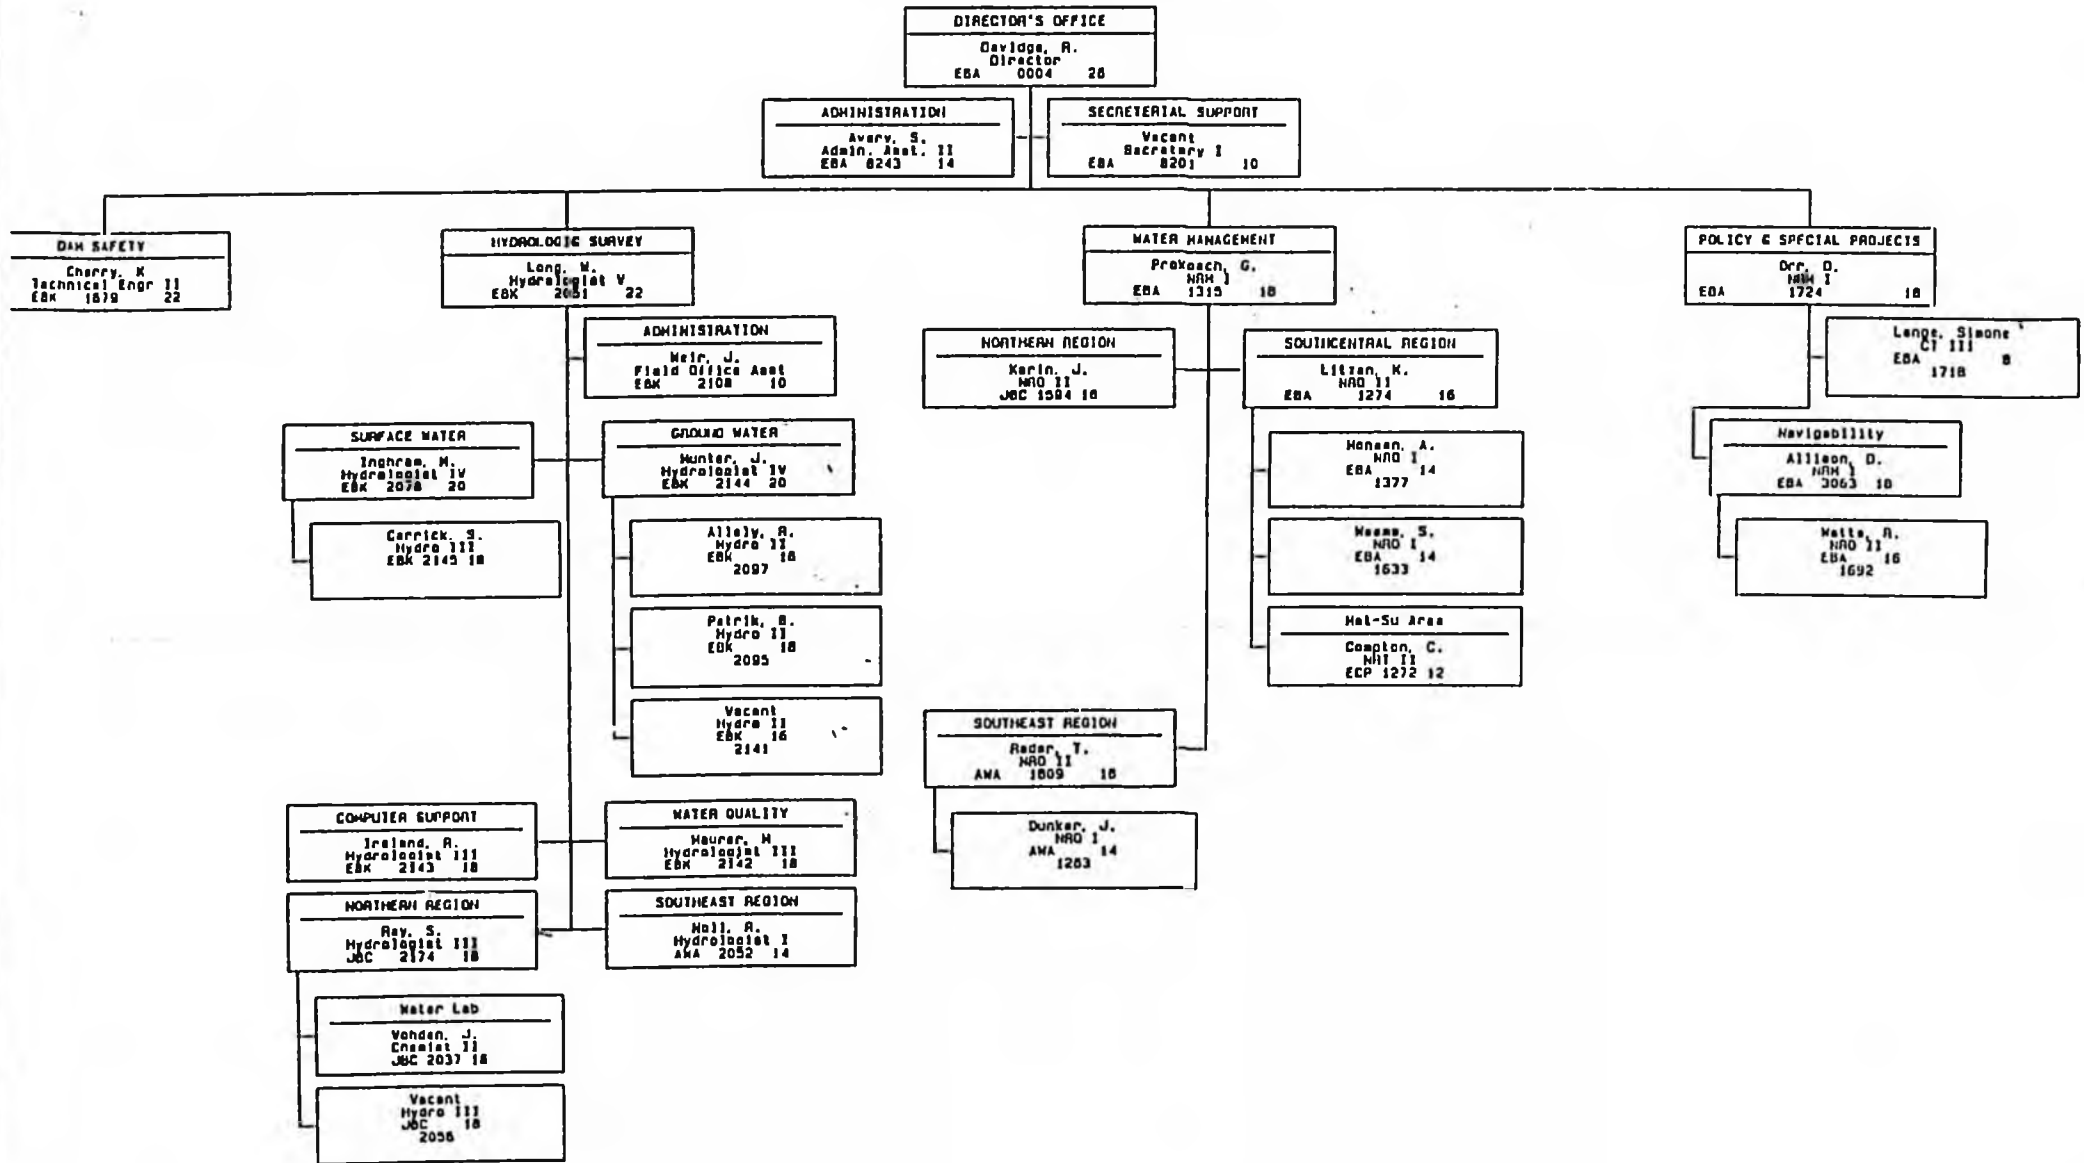 DIRECTOR'S OFFICE
Davidge, R.
Director
EBA 0004 26
ADMINISTRATION
Avery, S.
Admin. Asst. II
EBA 8243 14
SECRETERIAL SUPPORT
Vacant
Secretary I
EBA 8201 10
DAM SAFETY
Cherry, K
Technical Engr II
EBK 1879 22
HYDROLOGIC SURVEY
Long, W.
Hydrologist V
EBK 2051 22
WATER MANAGEMENT
Prokosch, G.
NRM I
EBA 1315 18
POLICY & SPECIAL PROJECTS
Orr, D.
NRM I
EBA 1724 18
ADMINISTRATION
Weir, J.
Field Office Asst
EBK 2108 10
NORTHERN REGION
Kerin, J.
NRO II
JBC 1594 16
SOUTHCENTRAL REGION
Litzen, K.
NRO II
EBA 1274 16
Lange, Simone
CT III
EBA 8
1718
SURFACE WATER
Inghram, M.
Hydrologist IV
EBK 2078 20
GROUND WATER
Munter, J.
Hydrologist IV
EBK 2144 20
Hansen, A.
NRO I
EBA 14
1377
Navigability
Allison, D.
NRM I
EBA 3063 18
Carrick, S.
Hydro III
EBK 2145 18
Allely, R.
Hydro II
EBK 16
2097
Weems, S.
NRO I
EBA 14
1633
Watts, R.
NRO II
EBA 16
1692
Patrik, B.
Hydro II
EBK 16
2095
Mat-Su Area
Compton, C.
NRT II
ECP 1272 12
Vacant
Hydro II
EBK 16
2141
SOUTHEAST REGION
Rader, T.
NRO II
AWA 1609 16
COMPUTER SUPPORT
Ireland, R.
Hydrologist III
EBK 2143 18
WATER QUALITY
Maurer, M
Hydrologist III
EBK 2142 18
Dunker, J.
NRO I
AWA 14
1263
NORTHERN REGION
Ray, S.
Hydrologist III
JBC 2174 18
SOUTHEAST REGION
Noll, R.
Hydrologist I
AWA 2052 14
Water Lab
Vohden, J.
Chemist II
JBC 2037 16
Vacant
Hydro III
JBC 18
2056